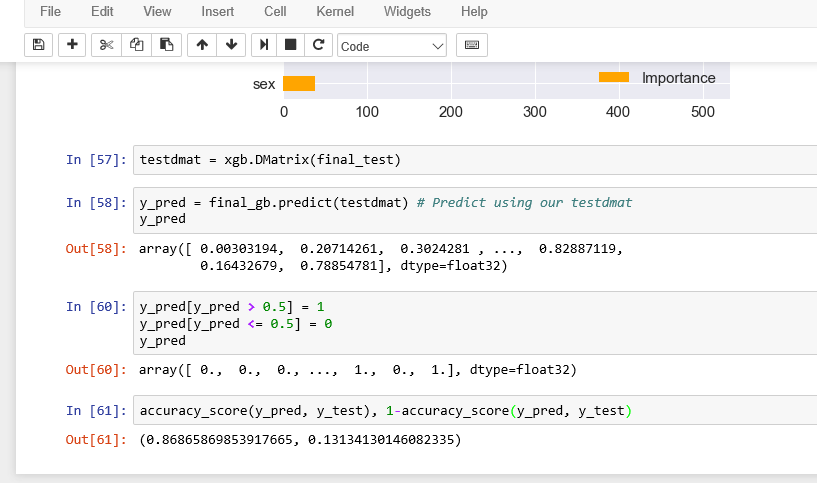 File Edit View Insert Cell Kernel Widgets Help
Code
sex Importance
0 100 200 300 400 500
In [57]: testdmat = xgb.DMatrix(final_test)
In [58]: y_pred = final_gb.predict(testdmat) # Predict using our testdmat
y_pred
Out[58]: array([ 0.00303194,  0.20714261,  0.3024281 , ...,  0.82887119,
0.16432679,  0.78854781], dtype=float32)
In [60]: y_pred[y_pred > 0.5] = 1
y_pred[y_pred <= 0.5] = 0
y_pred
Out[60]: array([ 0.,  0.,  0., ...,  1.,  0.,  1.], dtype=float32)
In [61]: accuracy_score(y_pred, y_test), 1-accuracy_score(y_pred, y_test)
Out[61]: (0.86865869853917665, 0.13134130146082335)